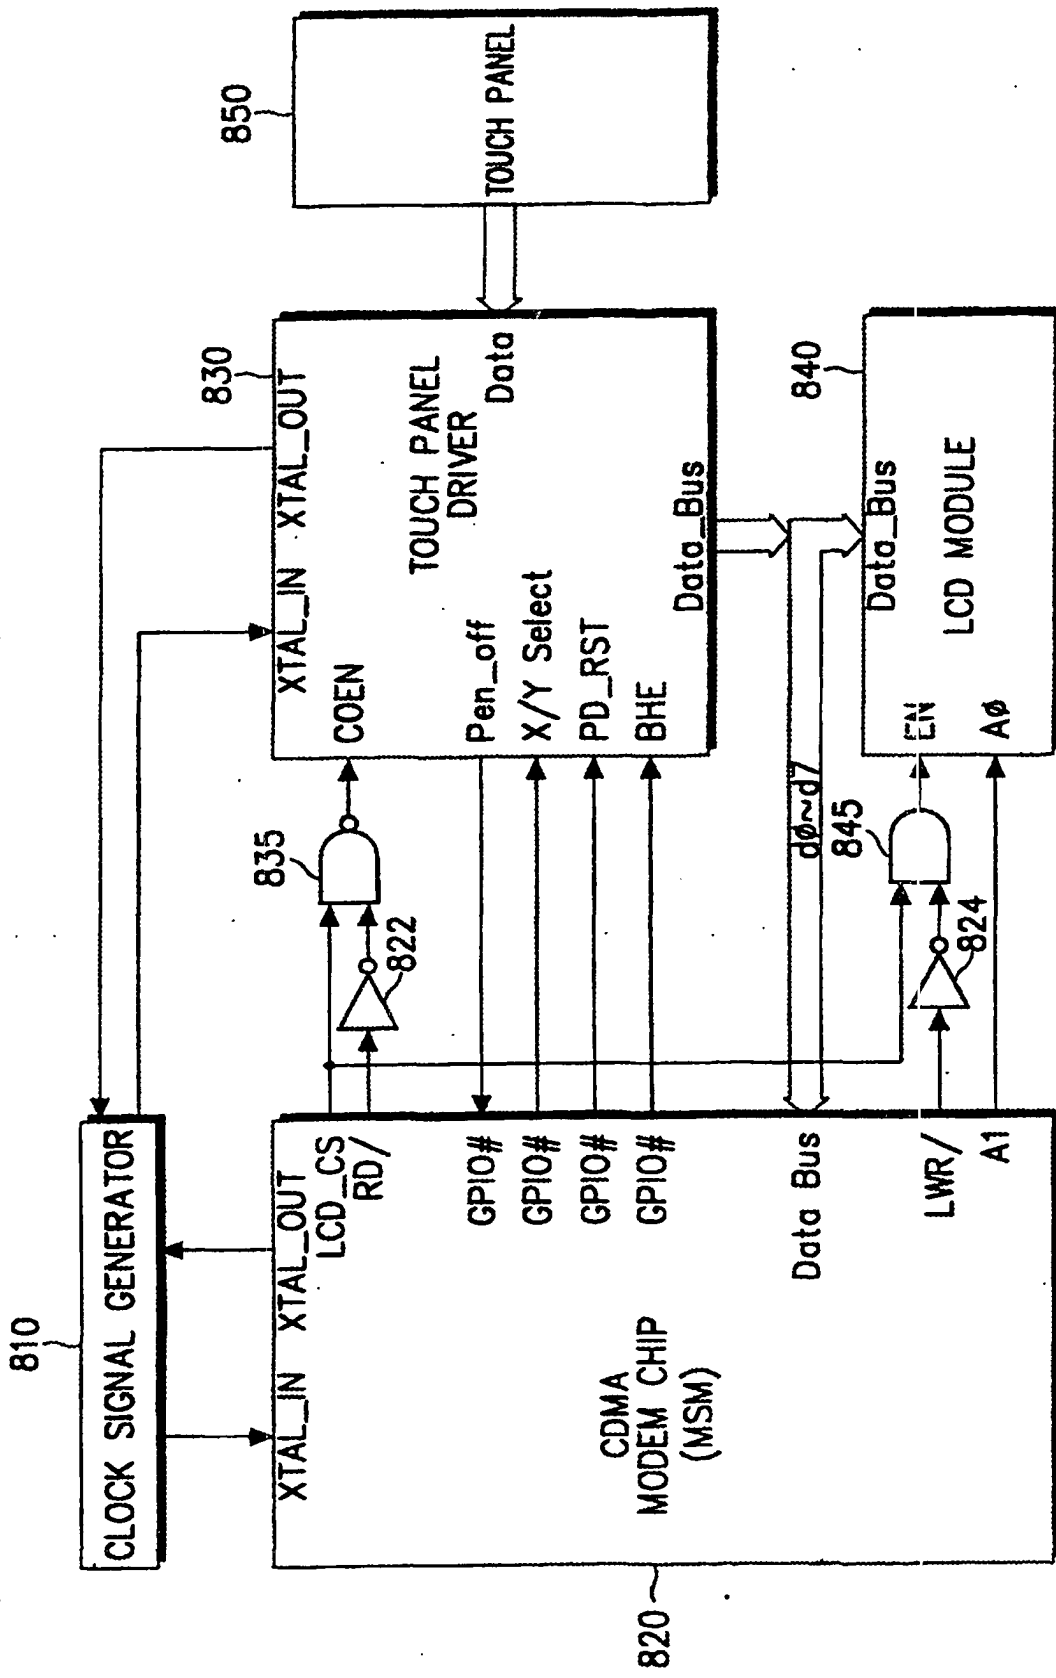 810
CLOCK SIGNAL GENERATOR
820
XTAL_IN
XTAL_OUT
LCD_CS
RD/
CDMA
MODEM CHIP
(MSM)
GPIO#
GPIO#
GPIO#
GPIO#
Data Bus
LWR/
A1
822
835
824
845
dø~d7
830
XTAL_IN
XTAL_OUT
COEN
TOUCH PANEL
DRIVER
Pen_off
X/Y Select
PD_RST
BHE
Data
Data_Bus
840
Data_Bus
LCD MODULE
EN
Aø
850
TOUCH PANEL